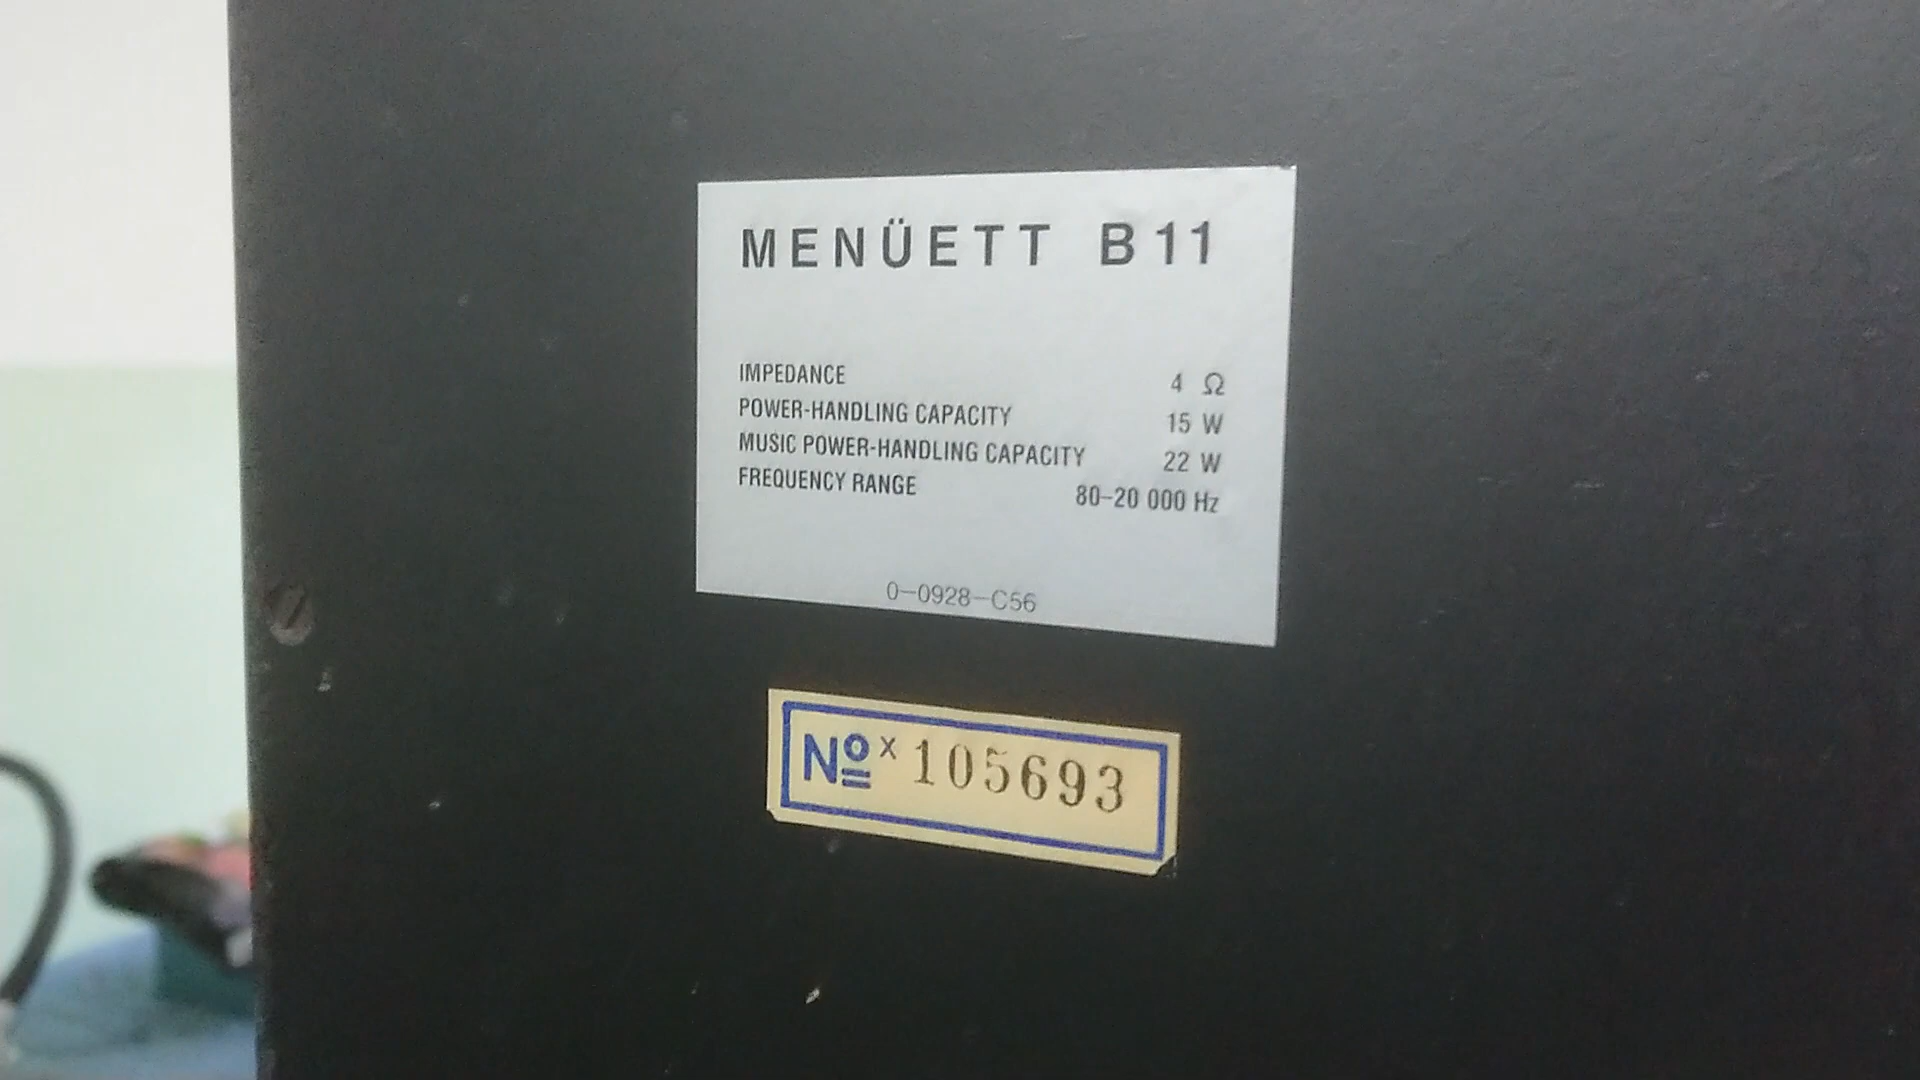 MENÜETT B11
IMPEDANCE 4 Ω
POWER-HANDLING CAPACITY 15 W
MUSIC POWER-HANDLING CAPACITY 22 W
FREQUENCY RANGE 80–20 000 Hz
0–0928–C56
Nº x 105693